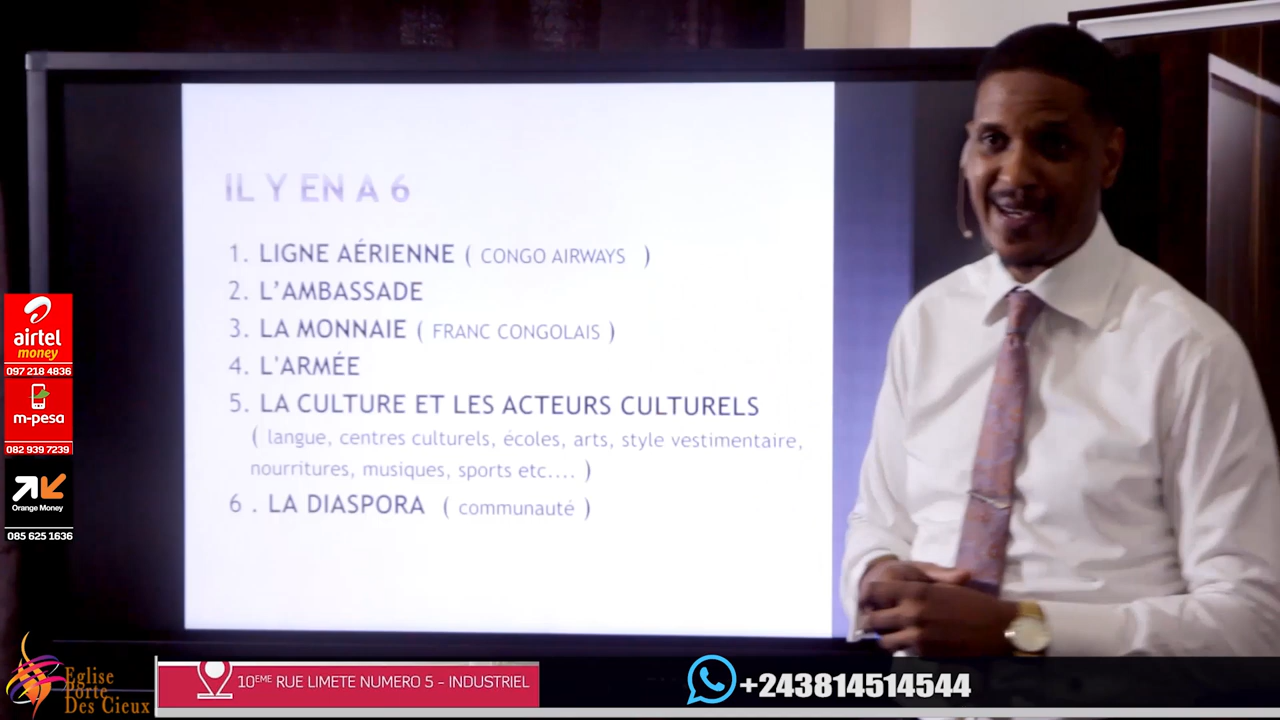 IL Y EN A 6
1. LIGNE AÉRIENNE ( CONGO AIRWAYS )
2. L'AMBASSADE
3. LA MONNAIE ( FRANC CONGOLAIS )
4. L'ARMÉE
5. LA CULTURE ET LES ACTEURS CULTURELS
( langue, centres culturels, écoles, arts, style vestimentaire,
nourritures, musiques, sports etc.... )
6 . LA DIASPORA ( communauté )
airtel
money
097 218 4836
m-pesa
082 939 7239
Orange Money
085 625 1636
Eglise
Porte
Des Cieux
10EME RUE LIMETE NUMERO 5 - INDUSTRIEL
+243814514544